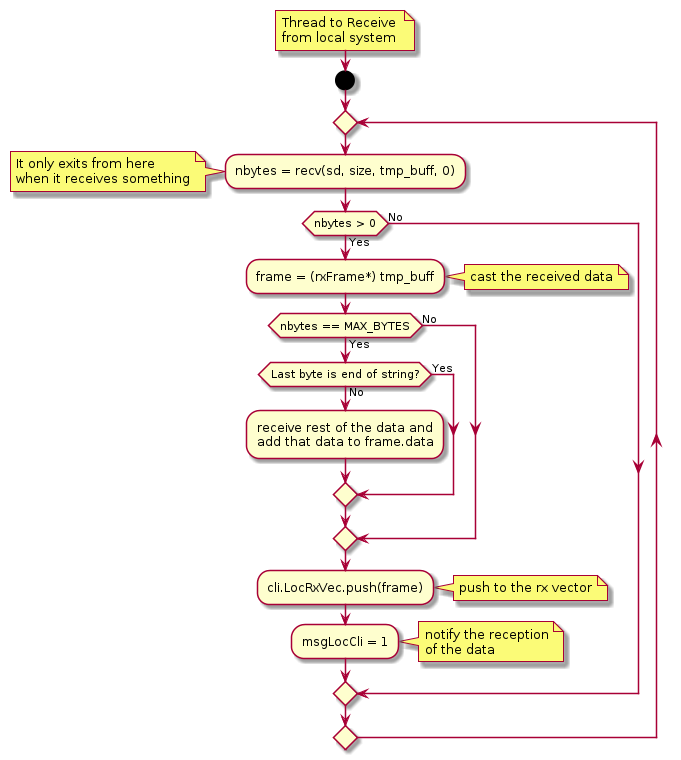 Thread to Receive
from local system
It only exits from here
when it receives something
nbytes = recv(sd, size, tmp_buff, 0)
nbytes > 0
No
Yes
frame = (rxFrame*) tmp_buff
cast the received data
nbytes == MAX_BYTES
No
Yes
Last byte is end of string?
Yes
No
receive rest of the data and
add that data to frame.data
cli.LocRxVec.push(frame)
push to the rx vector
msgLocCli = 1
notify the reception
of the data